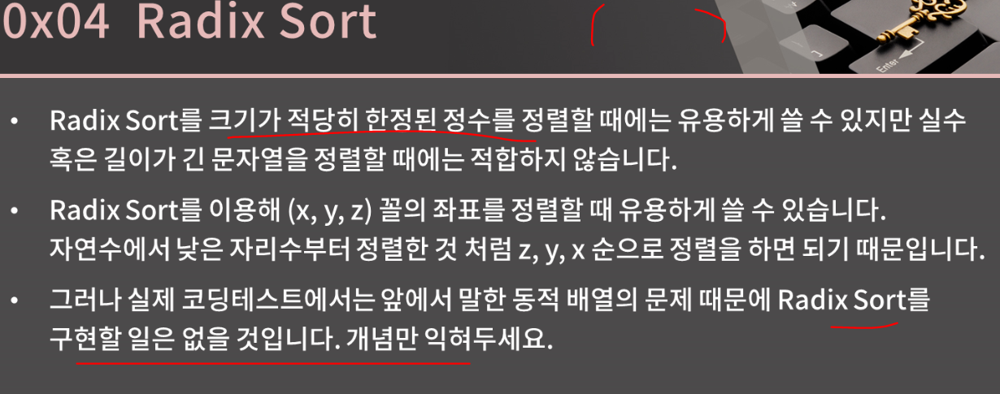 0x04 Radix Sort
Enter
• Radix Sort를 크기가 적당히 한정된 정수를 정렬할 때에는 유용하게 쓸 수 있지만 실수
혹은 길이가 긴 문자열을 정렬할 때에는 적합하지 않습니다.
• Radix Sort를 이용해 (x, y, z) 꼴의 좌표를 정렬할 때 유용하게 쓸 수 있습니다.
자연수에서 낮은 자리수부터 정렬한 것 처럼 z, y, x 순으로 정렬을 하면 되기 때문입니다.
• 그러나 실제 코딩테스트에서는 앞에서 말한 동적 배열의 문제 때문에 Radix Sort를
구현할 일은 없을 것입니다. 개념만 익혀두세요.